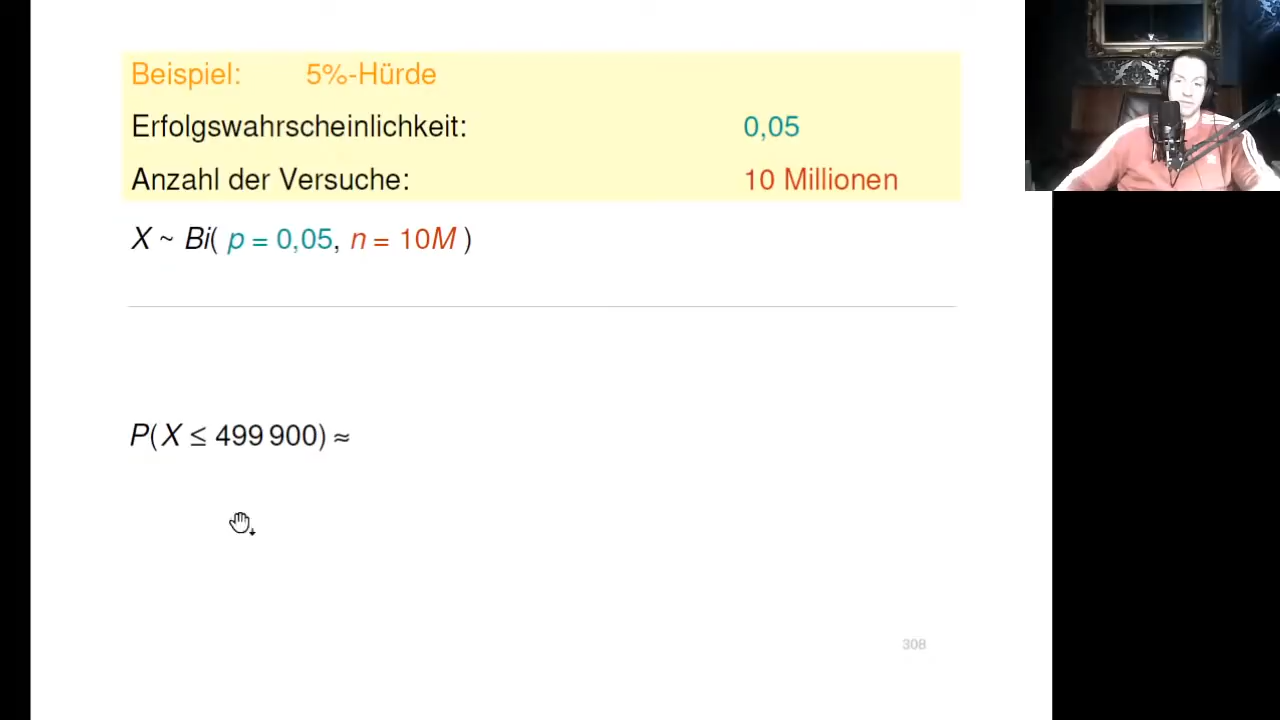 Beispiel: 5%-Hürde
Erfolgswahrscheinlichkeit: 0,05
Anzahl der Versuche: 10 Millionen
X ~ Bi( p = 0,05, n = 10M )
P( X ≤ 499 900) ≈
308